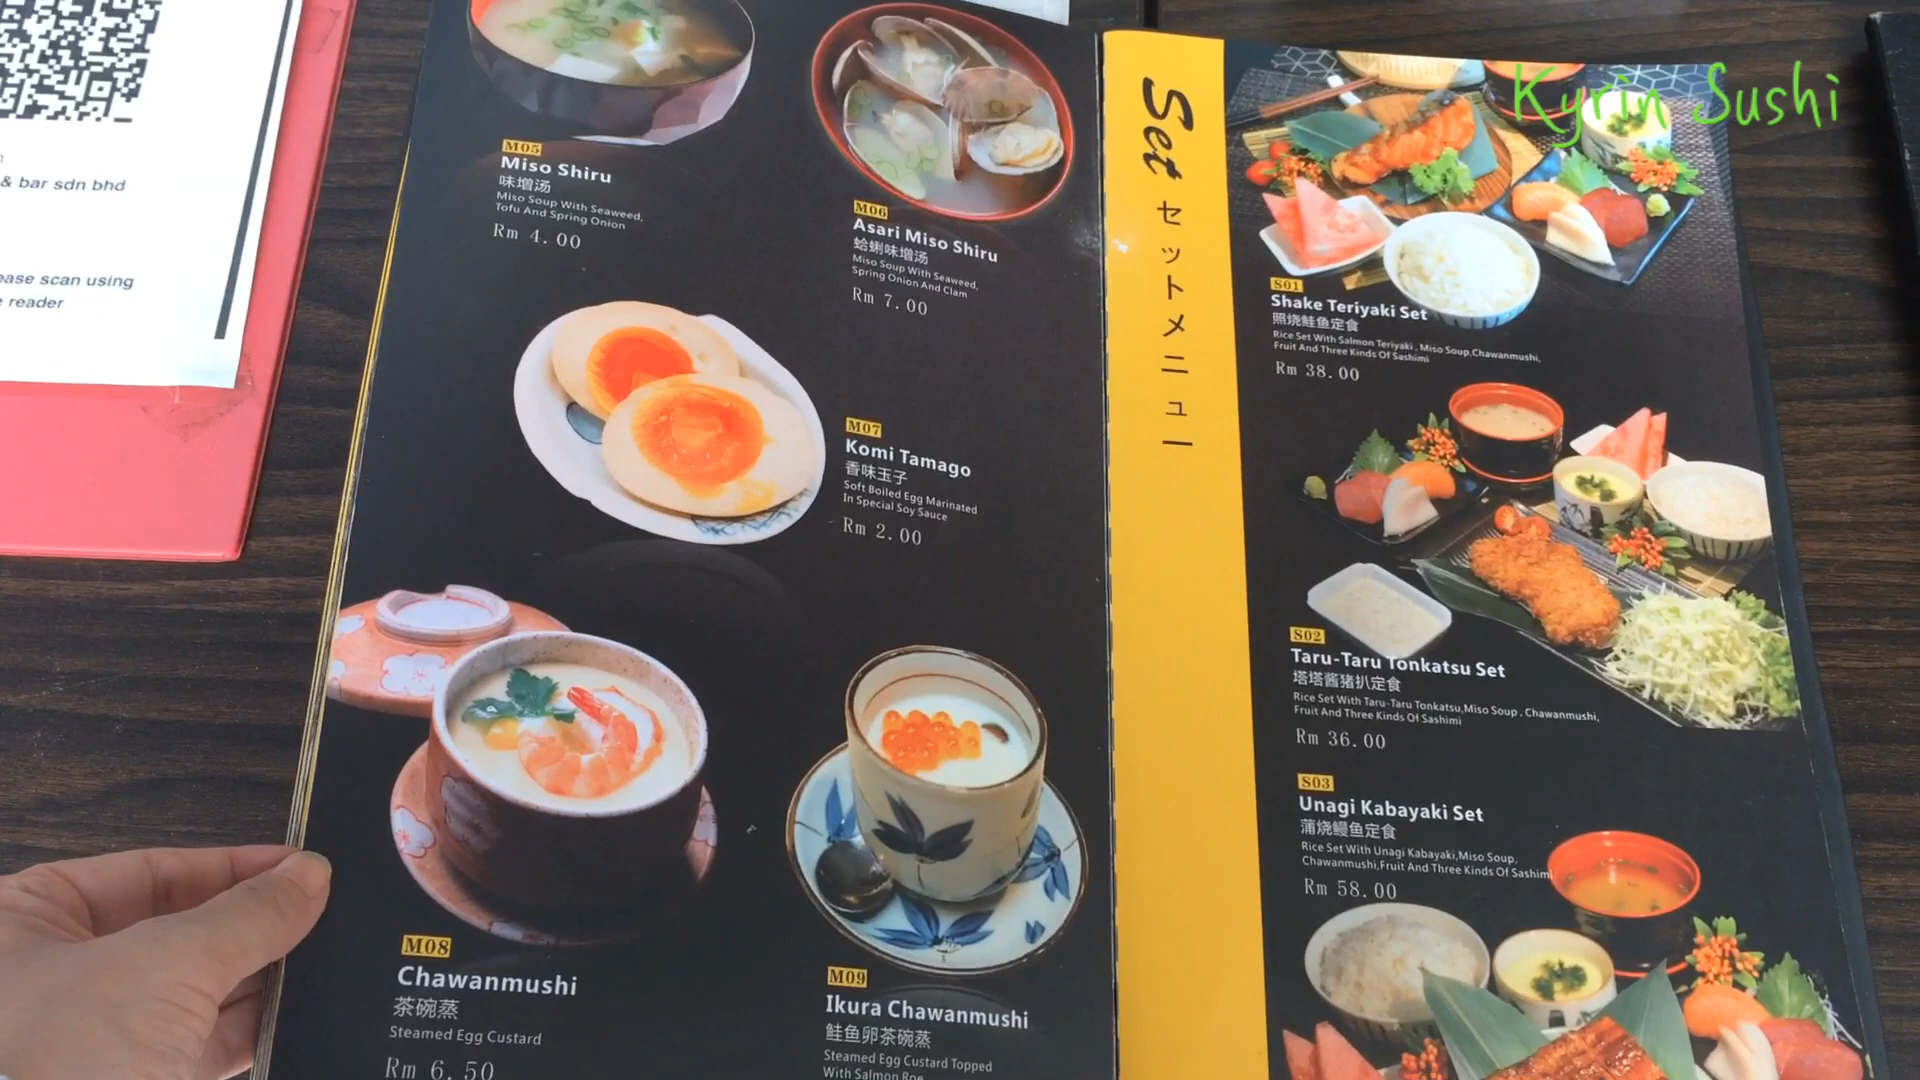 & bar sdn bhd
ease scan using
e reader
M05
Miso Shiru
味增汤
Miso Soup With Seaweed,
Tofu And Spring Onion
Rm 4.00
M06
Asari Miso Shiru
蛤蜊味增汤
Miso Soup With Seaweed,
Spring Onion And Clam
Rm 7.00
M07
Komi Tamago
香味玉子
Soft Boiled Egg Marinated
In Special Soy Sauce
Rm 2.00
M08
Chawanmushi
茶碗蒸
Steamed Egg Custard
Rm 6.50
M09
Ikura Chawanmushi
鲑鱼卵茶碗蒸
Steamed Egg Custard Topped
With Salmon Roe
Set セットメニュー
Kyrin Sushi
S01
Shake Teriyaki Set
照烧鲑鱼定食
Rice Set With Salmon Teriyaki , Miso Soup,Chawanmushi,
Fruit And Three Kinds Of Sashimi
Rm 38.00
S02
Taru-Taru Tonkatsu Set
塔塔酱猪扒定食
Rice Set With Taru-Taru Tonkatsu,Miso Soup , Chawanmushi,
Fruit And Three Kinds Of Sashimi
Rm 36.00
S03
Unagi Kabayaki Set
蒲烧鳗鱼定食
Rice Set With Unagi Kabayaki,Miso Soup,
Chawanmushi,Fruit And Three Kinds Of Sashimi
Rm 58.00